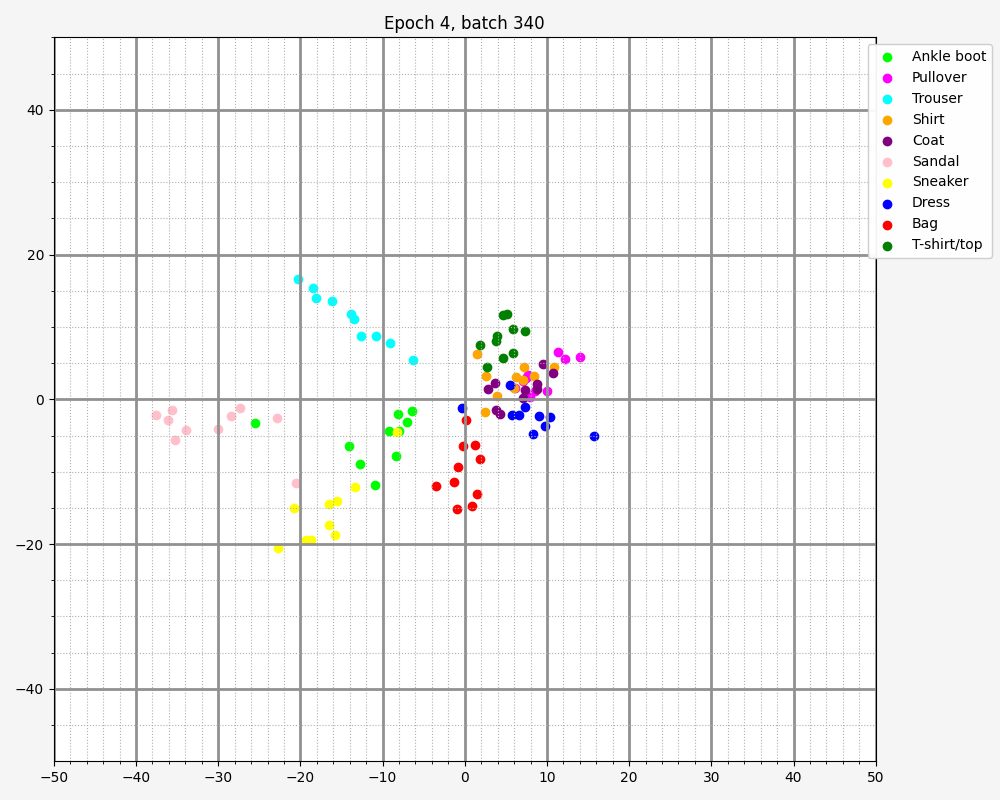 Epoch 4, batch 340
Ankle boot
Pullover
Trouser
Shirt
Coat
Sandal
Sneaker
Dress
Bag
T-shirt/top
40
20
0
−20
−40
−50 −40 −30 −20 −10 0 10 20 30 40 50